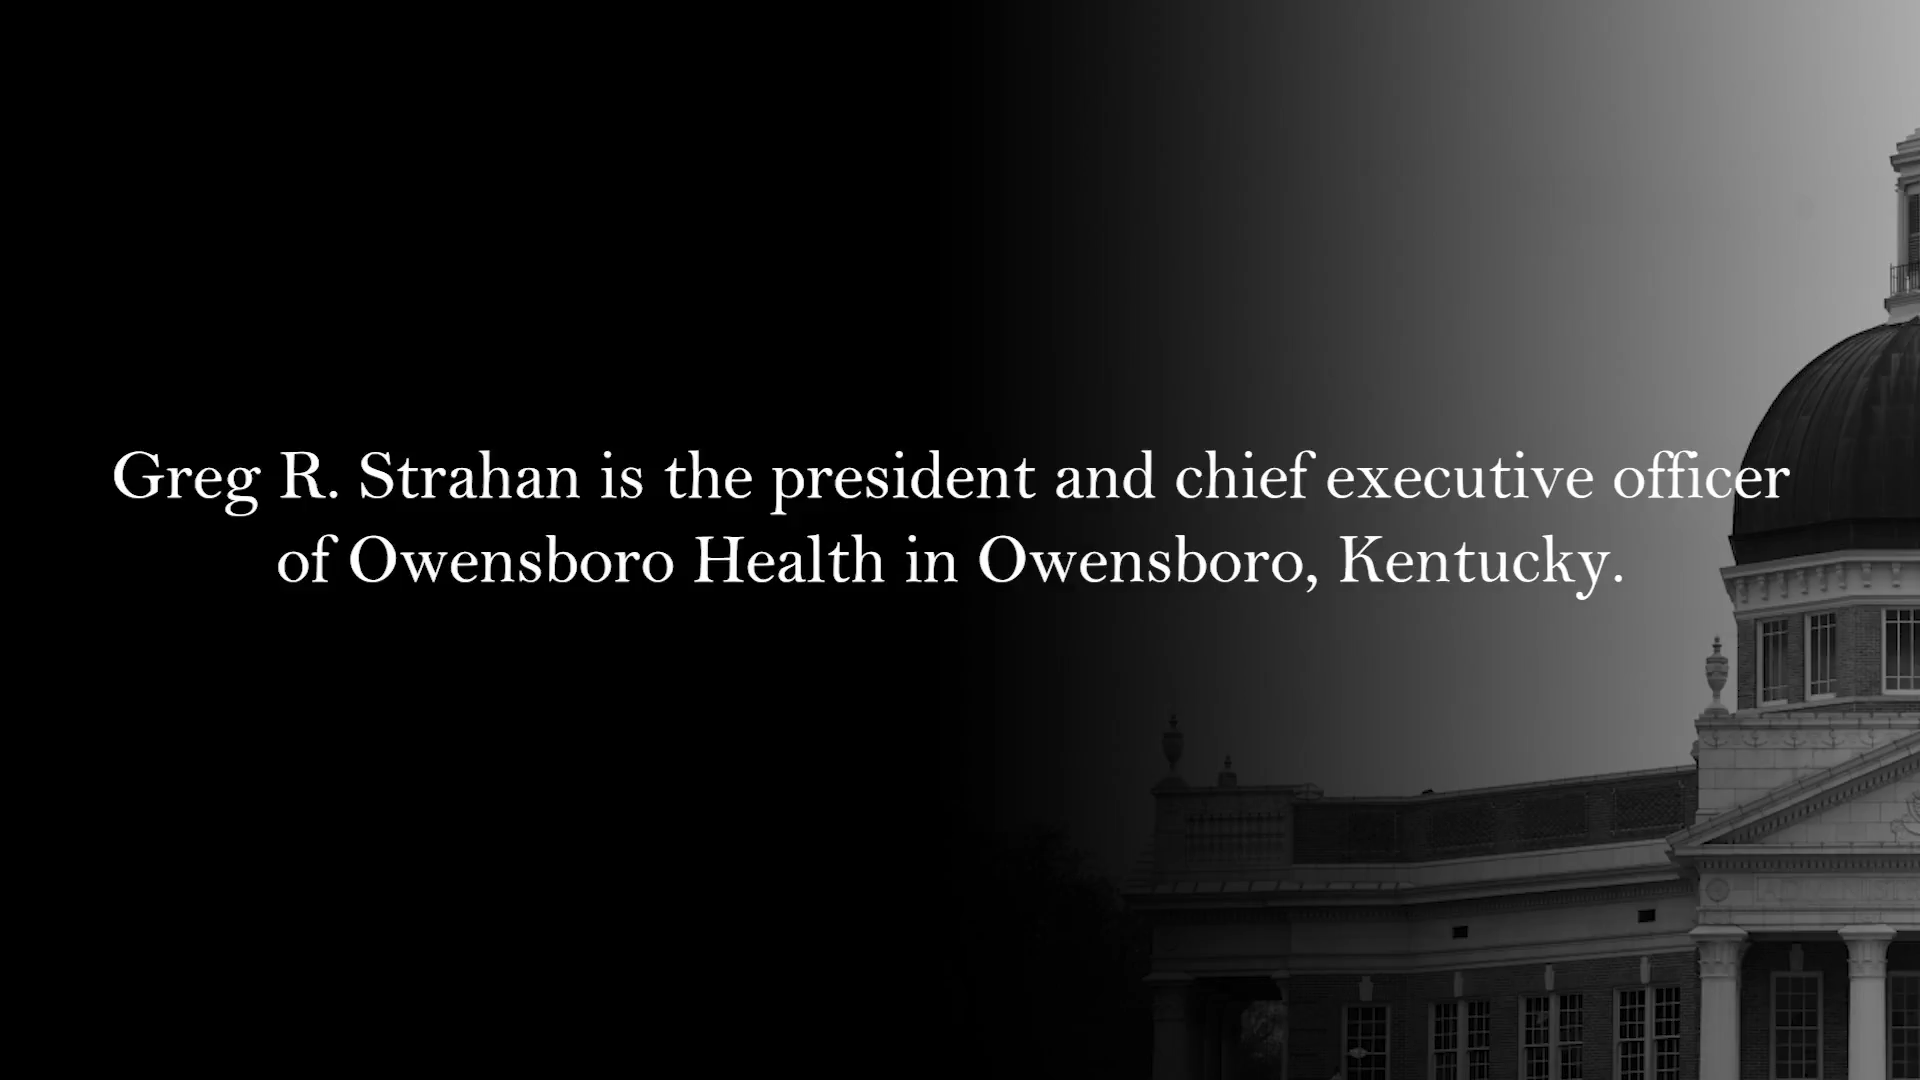 Greg R. Strahan is the president and chief executive officer
of Owensboro Health in Owensboro, Kentucky.